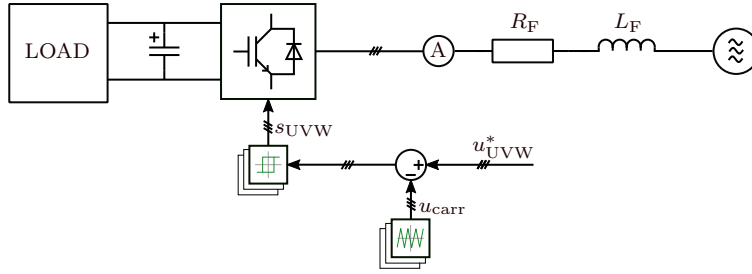 R_F
L_F
LOAD
+
A
s_UVW
u*_UVW
+
−
u_carr